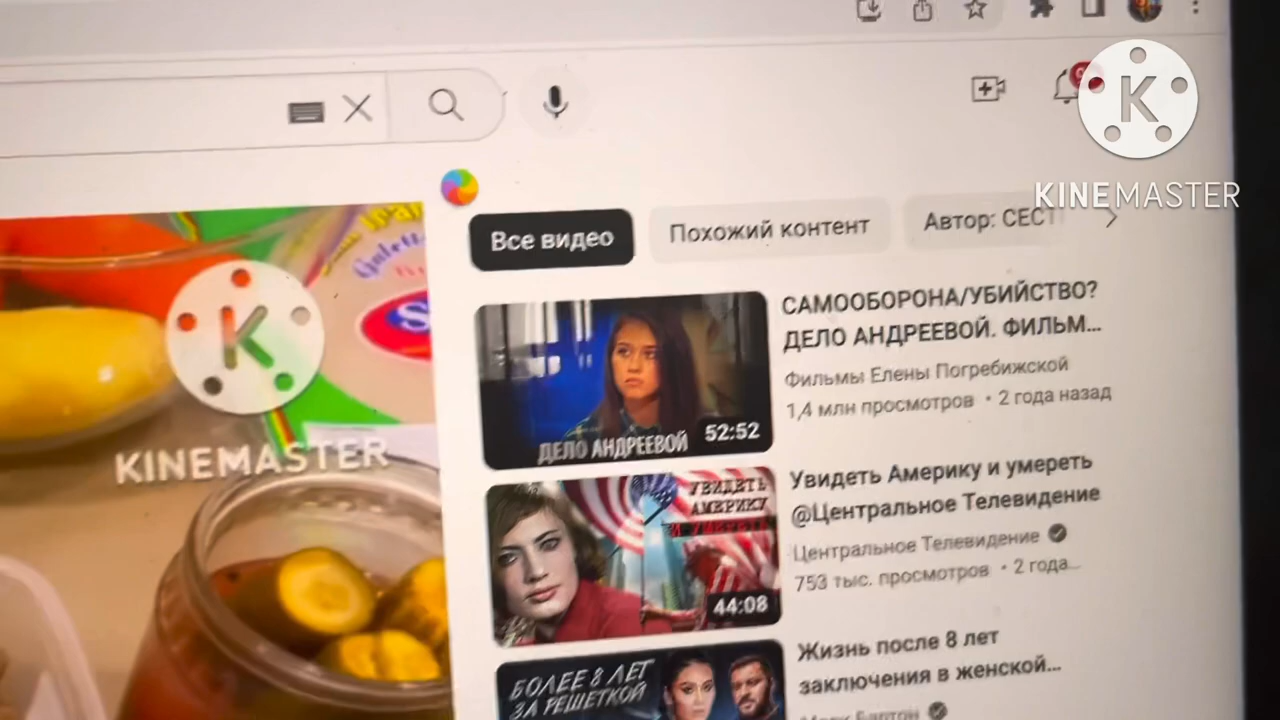 KINEMASTER
Все видео
Похожий контент
Автор: СЕСТ
САМООБОРОНА/УБИЙСТВО?
ДЕЛО АНДРЕЕВОЙ. ФИЛЬМ...
Фильмы Елены Погребижской
1,4 млн просмотров • 2 года назад
ДЕЛО АНДРЕЕВОЙ
52:52
KINEMASTER
Увидеть Америку и умереть
@Центральное Телевидение
Центральное Телевидение
753 тыс. просмотров • 2 года...
УВИДЕТЬ
АМЕРИКУ
И УМЕРЕТЬ
44:08
Жизнь после 8 лет
заключения в женской...
БОЛЕЕ 8 ЛЕТ
ЗА РЕШЕТКОЙ